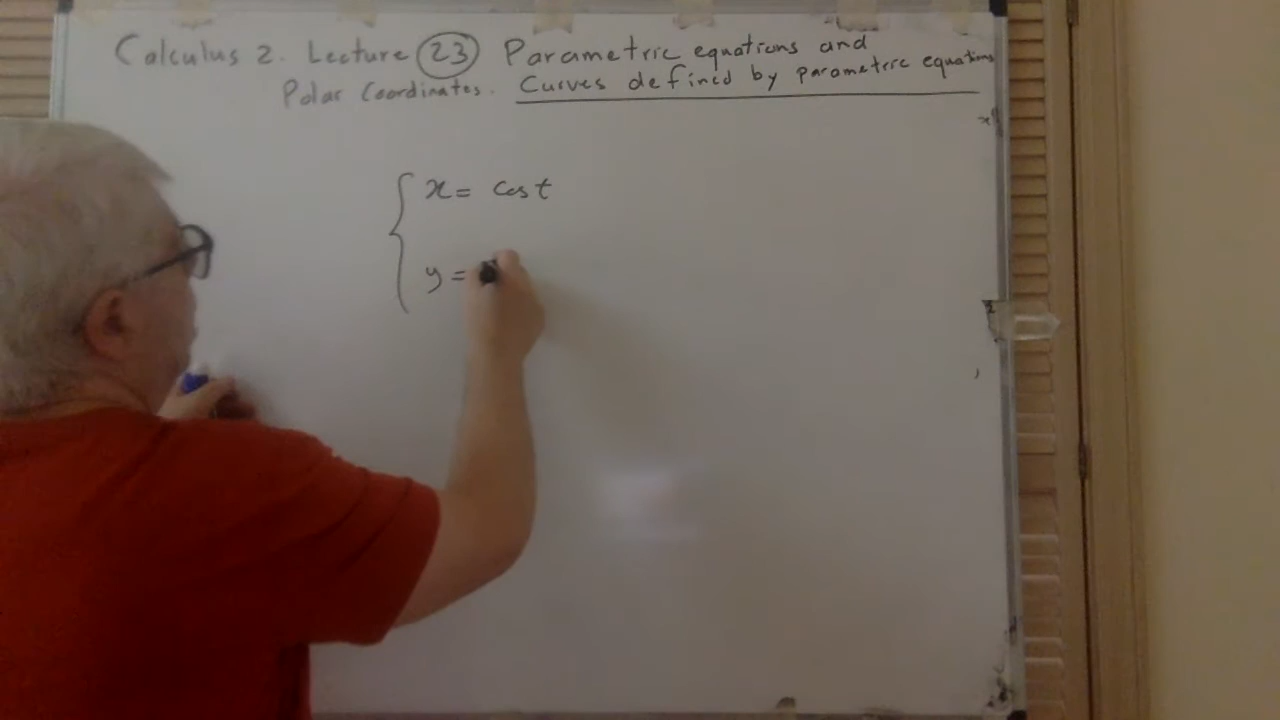 Calculus 2. Lecture 23 Parametric equations and
Polar Coordinates. Curves defined by parametric equations
x = cos t
y =